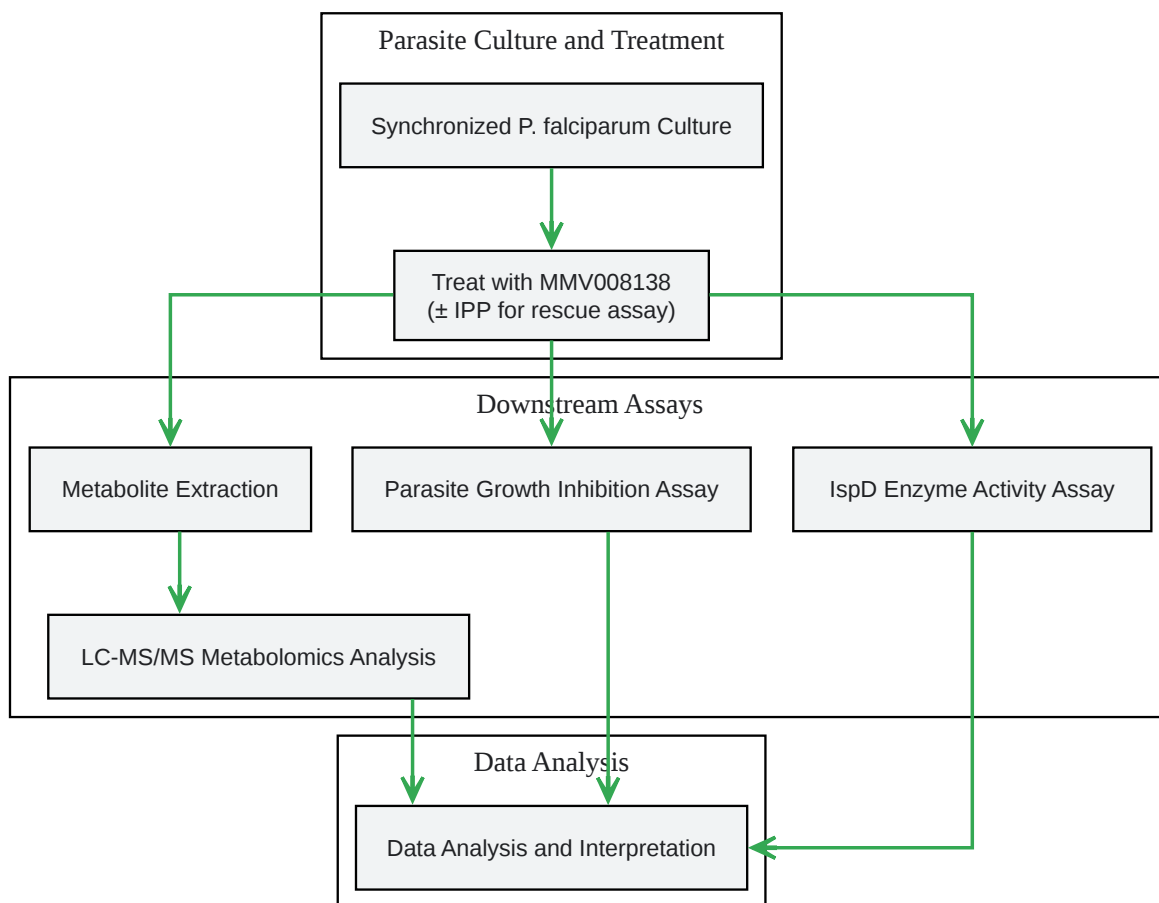 Parasite Culture and Treatment
Synchronized P. falciparum Culture
Treat with MMV008138
(± IPP for rescue assay)
Downstream Assays
Metabolite Extraction
Parasite Growth Inhibition Assay
IspD Enzyme Activity Assay
LC-MS/MS Metabolomics Analysis
Data Analysis
Data Analysis and Interpretation